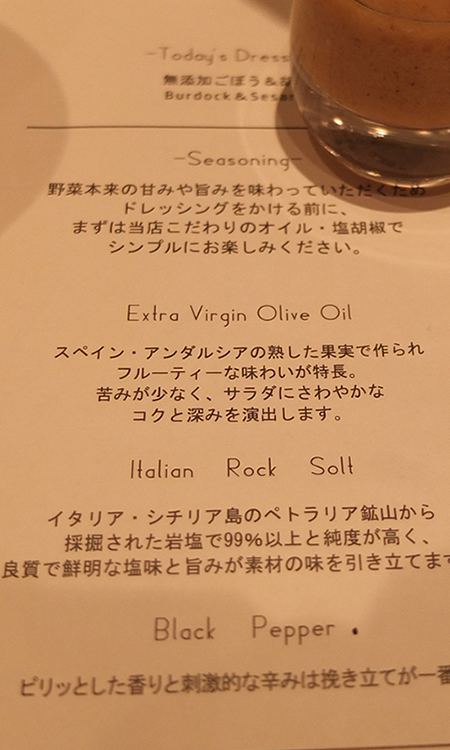 -Today's Dress
無添加ごぼう&
Burdock & Sesa
-Seasoning-
野菜本来の甘みや旨みを味わっていただくため
ドレッシングをかける前に、
まずは当店こだわりのオイル・塩胡椒で
シンプルにお楽しみください。
Extra Virgin Olive Oil
スペイン・アンダルシアの熟した果実で作られ
フルーティーな味わいが特長。
苦みが少なく、サラダにさわやかな
コクと深みを演出します。
Italian Rock Solt
イタリア・シチリア島のペトラリア鉱山から
採掘された岩塩で99%以上と純度が高く、
良質で鮮明な塩味と旨みが素材の味を引き立てます
Black Pepper
ピリッとした香りと刺激的な辛みは挽き立てが一番